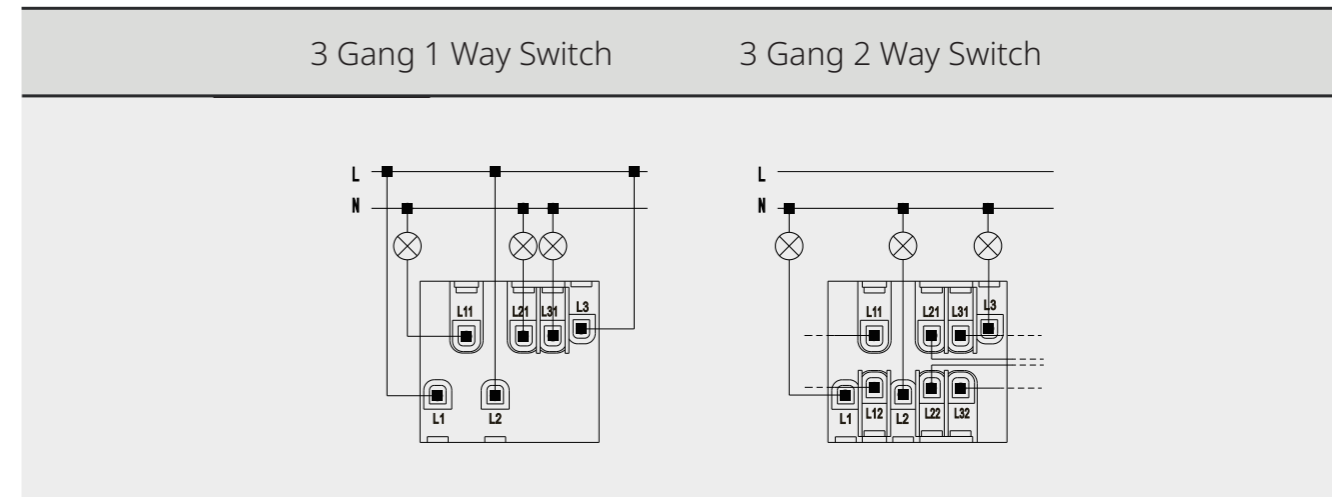 3 Gang 1 Way Switch
3 Gang 2 Way Switch
L
N
L11
L21
L31
L3
L1
L2
L
N
L11
L21
L31
L3
L1
L12
L2
L22
L32